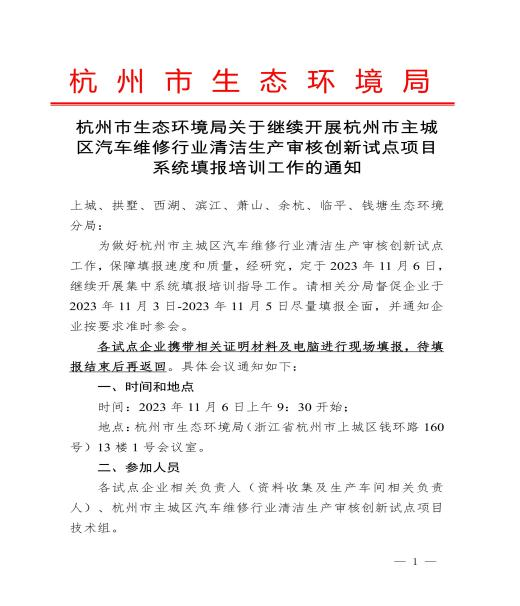 杭州市生态环境局
杭州市生态环境局关于继续开展杭州市主城
区汽车维修行业清洁生产审核创新试点项目
系统填报培训工作的通知
上城、拱墅、西湖、滨江、萧山、余杭、临平、钱塘生态环境
分局：
为做好杭州市主城区汽车维修行业清洁生产审核创新试点
工作，保障填报速度和质量，经研究，定于 2023 年 11 月 6 日，
继续开展集中系统填报培训指导工作。请相关分局督促企业于
2023 年 11 月 3 日-2023 年 11 月 5 日尽量填报全面，并通知企
业按要求准时参会。
各试点企业携带相关证明材料及电脑进行现场填报，待填
报结束后再返回。具体会议通知如下：
一、时间和地点
时间：2023 年 11 月 6 日上午 9：30 开始；
地点：杭州市生态环境局（浙江省杭州市上城区钱环路 160
号）13 楼 1 号会议室。
二、参加人员
各试点企业相关负责人（资料收集及生产车间相关负责
人）、杭州市主城区汽车维修行业清洁生产审核创新试点项目
技术组。
— 1 —